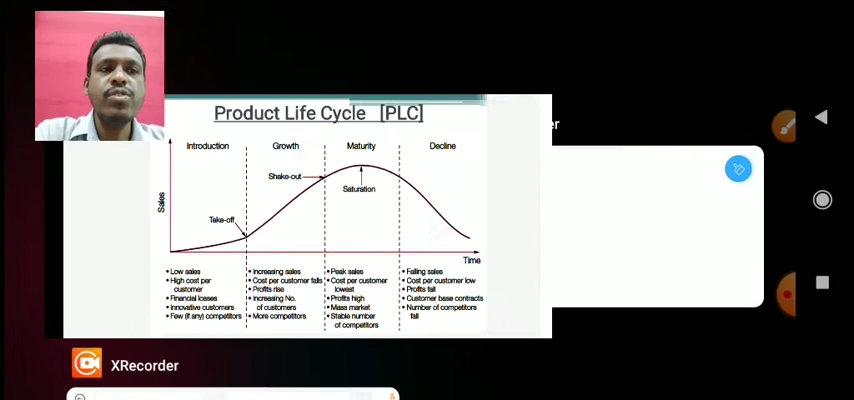 Product Life Cycle [PLC]
er
Introduction
Growth
Maturity
Decline
Shake-out
Saturation
Sales
Take-off
Time
• Low sales
• High cost per
customer
• Financial losses
• Innovative customers
• Few (if any) competitors
• Increasing sales
• Cost per customer falls
• Profits rise
• Increasing No.
of customers
• More competitors
• Peak sales
• Cost per customer
lowest
• Profits high
• Mass market
• Stable number
of competitors
• Falling sales
• Cost per customer low
• Profits fall
• Customer base contracts
• Number of competitors
fall
XRecorder